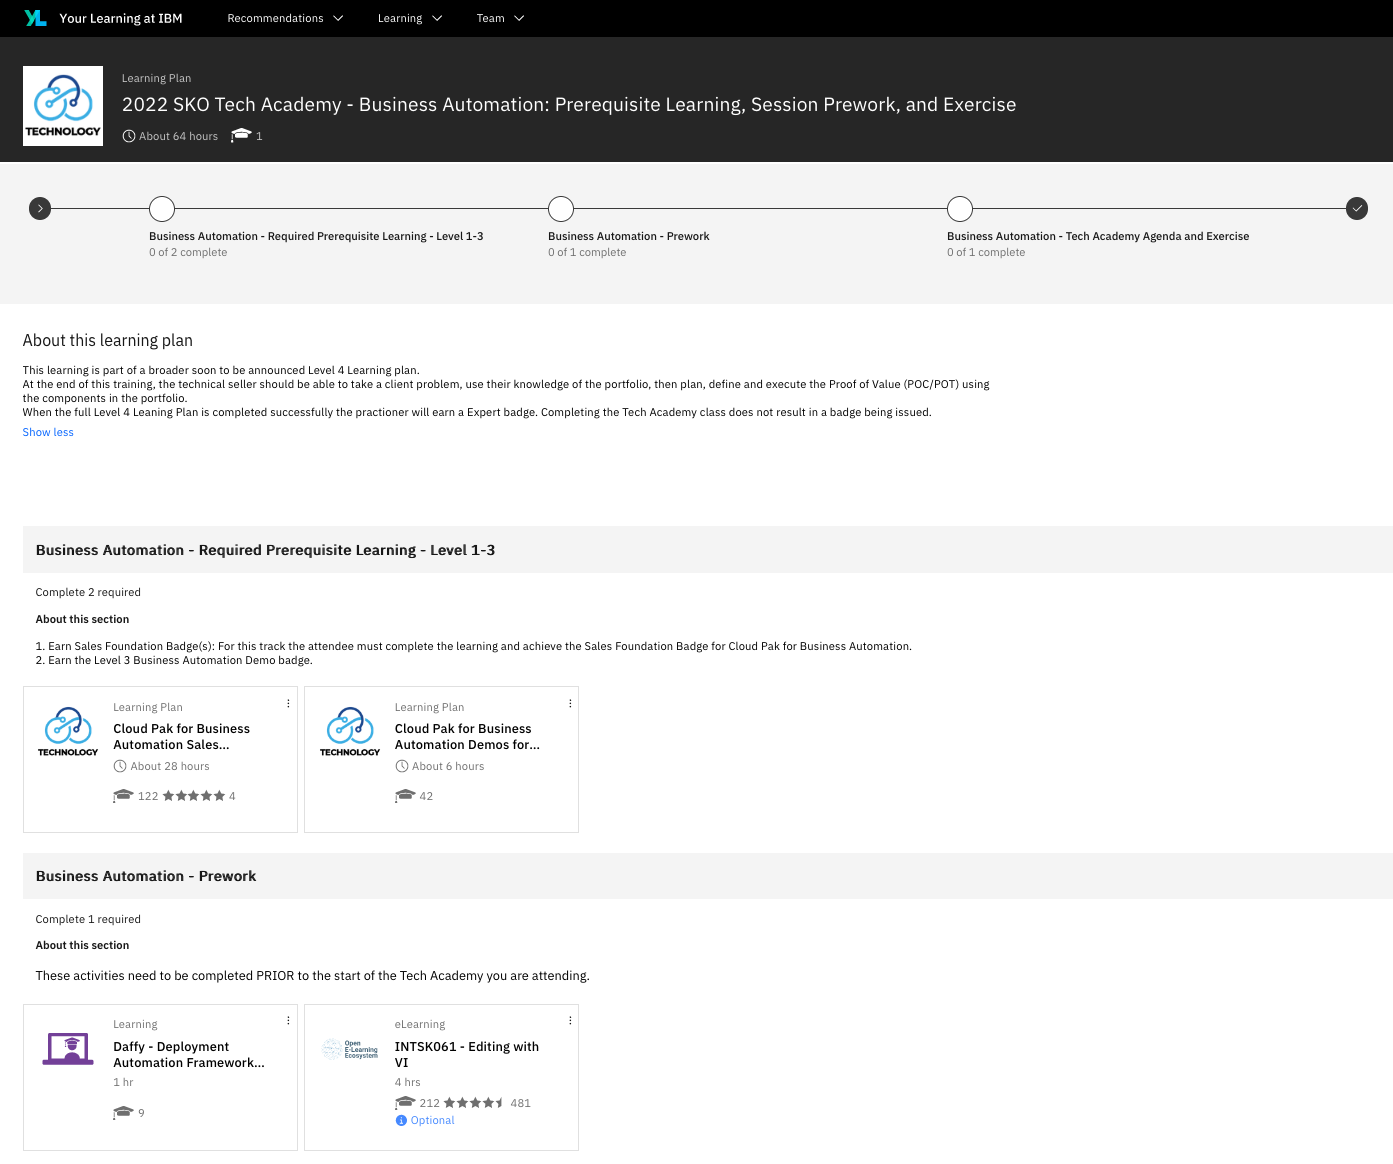 YL Your Learning at IBM Recommendations Learning Team
Learning Plan
2022 SKO Tech Academy - Business Automation: Prerequisite Learning, Session Prework, and Exercise
TECHNOLOGY
About 64 hours 1
Business Automation - Required Prerequisite Learning - Level 1-3
0 of 2 complete
Business Automation - Prework
0 of 1 complete
Business Automation - Tech Academy Agenda and Exercise
0 of 1 complete
About this learning plan
This learning is part of a broader soon to be announced Level 4 Learning plan.
At the end of this training, the technical seller should be able to take a client problem, use their knowledge of the portfolio, then plan, define and execute the Proof of Value (POC/POT) using
the components in the portfolio.
When the full Level 4 Leaning Plan is completed successfully the practioner will earn a Expert badge. Completing the Tech Academy class does not result in a badge being issued.
Show less
Business Automation - Required Prerequisite Learning - Level 1-3
Complete 2 required
About this section
1. Earn Sales Foundation Badge(s): For this track the attendee must complete the learning and achieve the Sales Foundation Badge for Cloud Pak for Business Automation.
2. Earn the Level 3 Business Automation Demo badge.
TECHNOLOGY
Learning Plan
Cloud Pak for Business
Automation Sales...
About 28 hours
122 4
TECHNOLOGY
Learning Plan
Cloud Pak for Business
Automation Demos for...
About 6 hours
42
Business Automation - Prework
Complete 1 required
About this section
These activities need to be completed PRIOR to the start of the Tech Academy you are attending.
Learning
Daffy - Deployment
Automation Framework...
1 hr
9
Open
E-Learning
Ecosystem
eLearning
INTSK061 - Editing with
VI
4 hrs
212 481
Optional